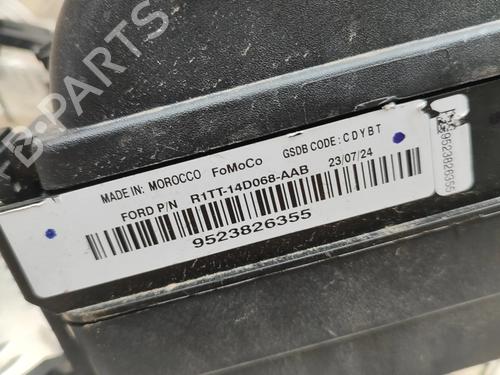 MADE IN: MOROCCO FoMoCo GSDB CODE: CDYBT
FORD P/N R1TT-14D068-AAB 23/07/24
9523826355
9523826355
B-PARTS